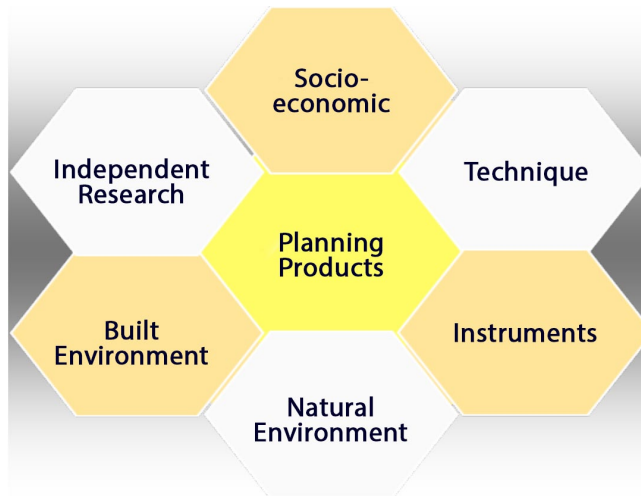 Socio-
economic
Independent
Research
Technique
Planning
Products
Built
Environment
Instruments
Natural
Environment